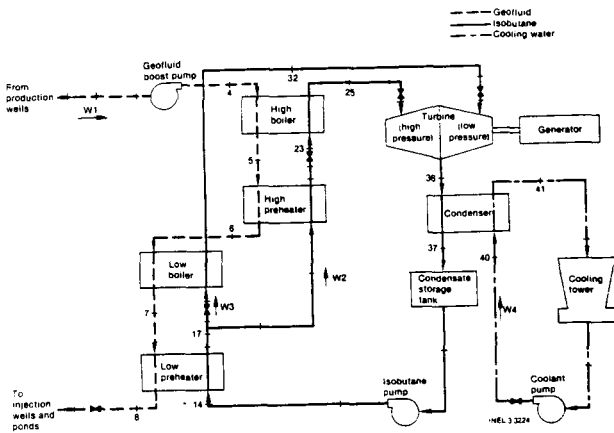 Geofluid
Isobutane
Cooling water
Geofluid
boost pump
From
production
wells
W1
4
32
25
High
boiler
Turbine
(high
pressure)
(low
pressure)
Generator
5
23
High
preheater
36
41
Condenser
6
Low
boiler
W2
37
40
Condensate
storage
tank
Cooling
tower
7
W3
W4
17
Low
preheater
Isobutane
pump
Coolant
pump
To
injection
wells and
ponds
8
14
INEL 3 3224